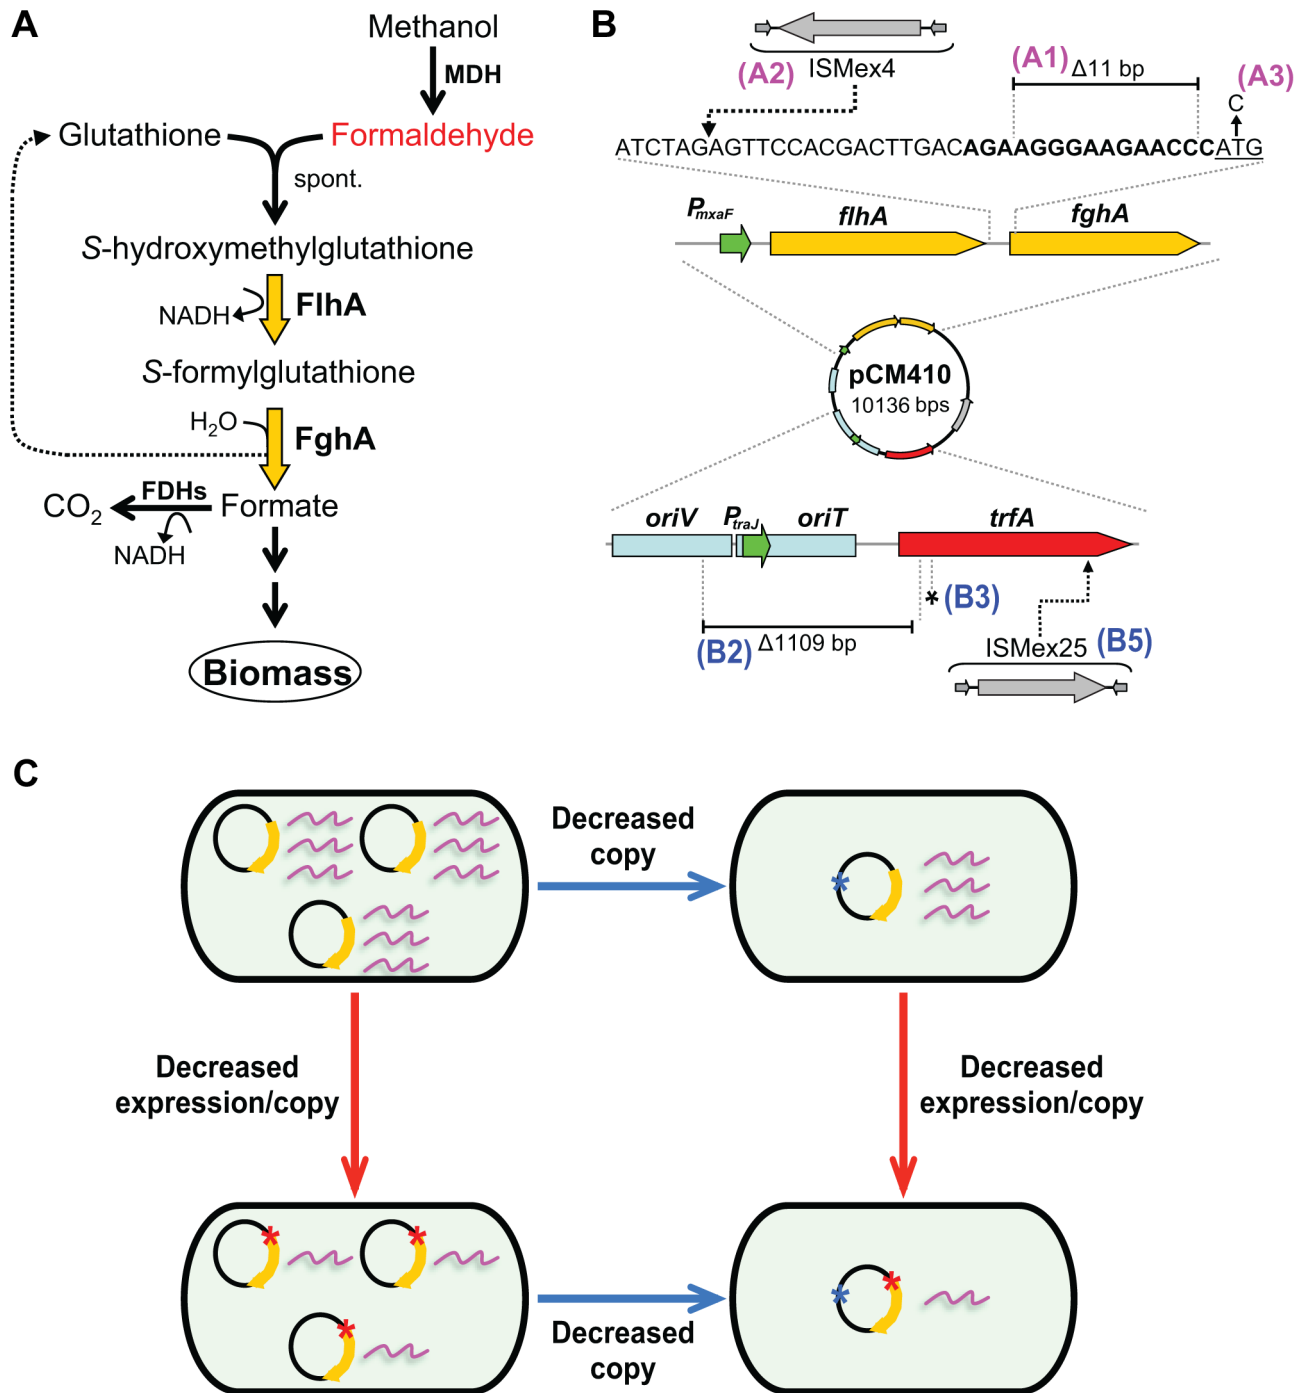 A
Methanol
MDH
Glutathione
Formaldehyde
spont.
S-hydroxymethylglutathione
NADH
FlhA
S-formylglutathione
H2O
FghA
CO2
FDHs
Formate
NADH
Biomass
B
(A2)
ISMex4
(A1)
Δ11 bp
(A3)
C
ATCTAGAGTTCCACGACTTGACAGAAGGGAAGAACCCATG
PmxaF
flhA
fghA
pCM410
10136 bps
oriV
PtraJ
oriT
trfA
* (B3)
(B2)
Δ1109 bp
ISMex25
(B5)
C
Decreased
copy
*
Decreased
expression/copy
Decreased
expression/copy
* * *
Decreased
copy
* *